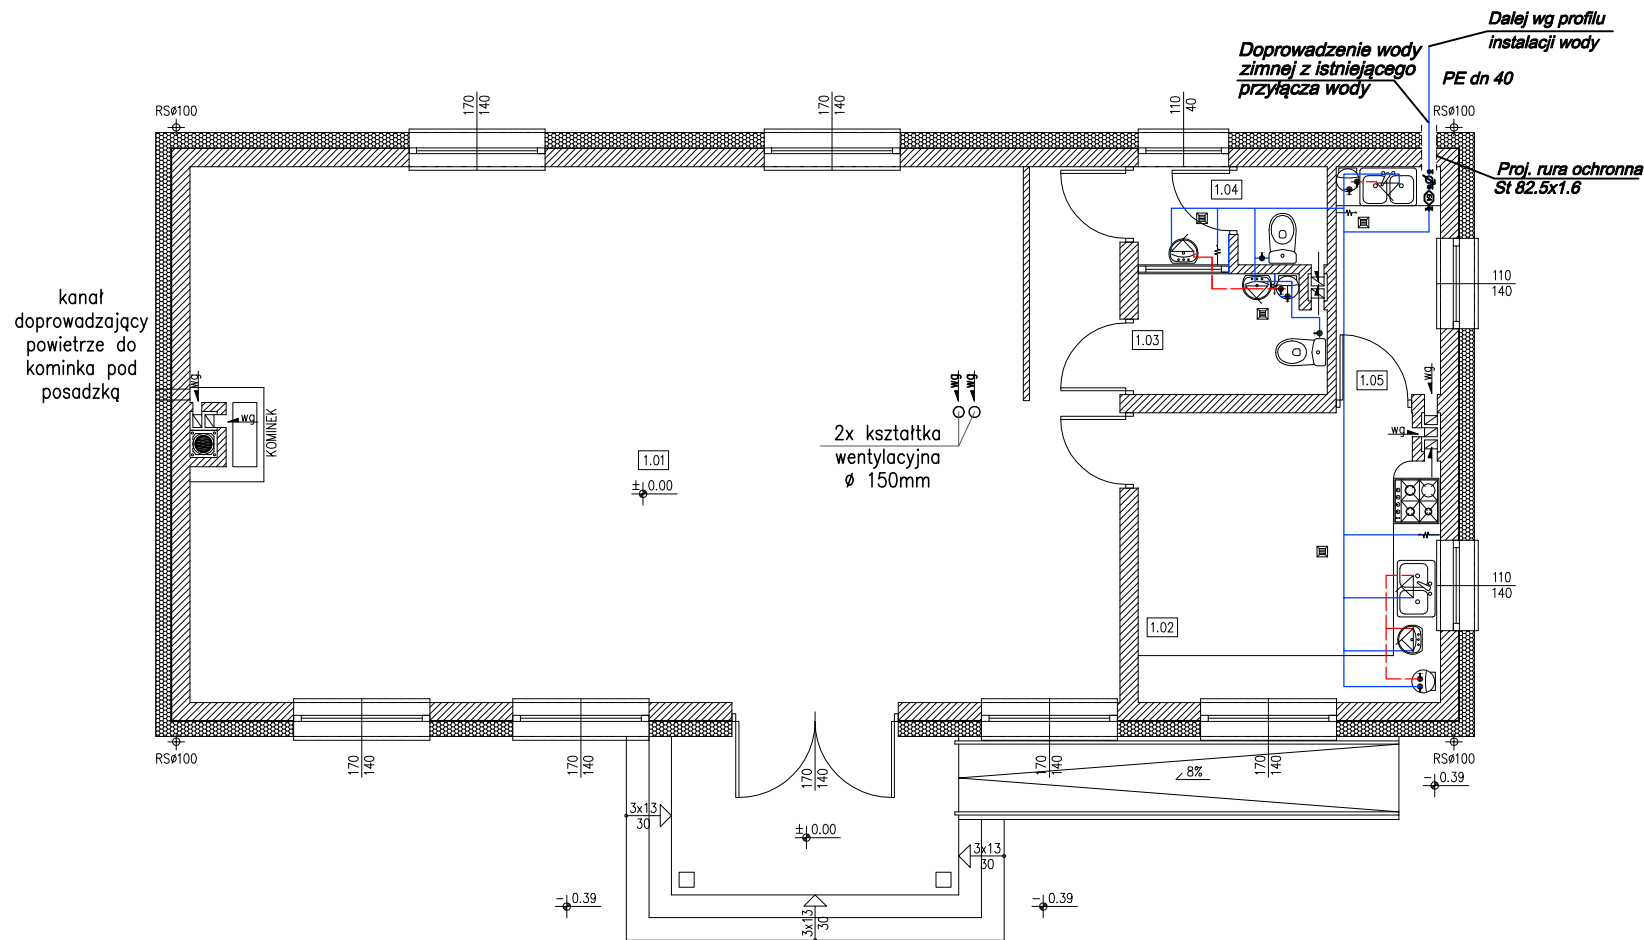 Dalej wg profilu
instalacji wody
Doprowadzenie wody
zimnej z istniejącego
przyłącza wody
PE dn 40
RSø100
170
140
170
140
110
40
RSø100
Proj. rura ochronna
St 82.5x1.6
1.04
110
140
kanał
doprowadzający
powietrze do
kominka pod
posadzką
1.03
1.05
wg
wg
wg
wg
wg
wg
KOMINEK
2x kształtka
wentylacyjna
ø 150mm
1.01
± 0.00
110
140
1.02
RSø100
170
140
170
140
170
140
170
140
170
140
8%
RSø100
- 0.39
3x13
30
± 0.00
3x13
30
- 0.39
3x13
30
- 0.39